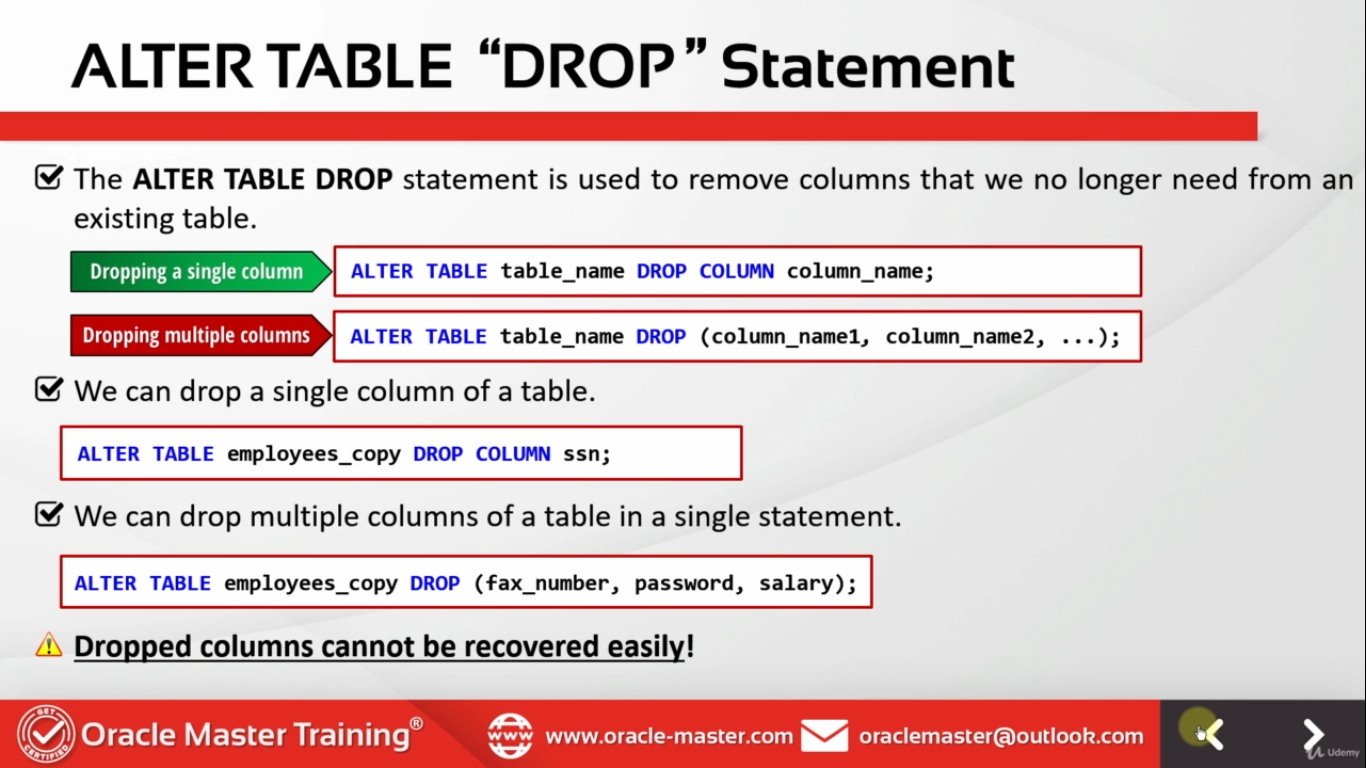 ALTER TABLE “DROP” Statement
The ALTER TABLE DROP statement is used to remove columns that we no longer need from an
existing table.
Dropping a single column
ALTER TABLE table_name DROP COLUMN column_name;
Dropping multiple columns
ALTER TABLE table_name DROP (column_name1, column_name2, ...);
We can drop a single column of a table.
ALTER TABLE employees_copy DROP COLUMN ssn;
We can drop multiple columns of a table in a single statement.
ALTER TABLE employees_copy DROP (fax_number, password, salary);
Dropped columns cannot be recovered easily!
GET
CERTIFIED
Oracle Master Training®
www
www.oracle-master.com
oraclemaster@outlook.com
Udemy